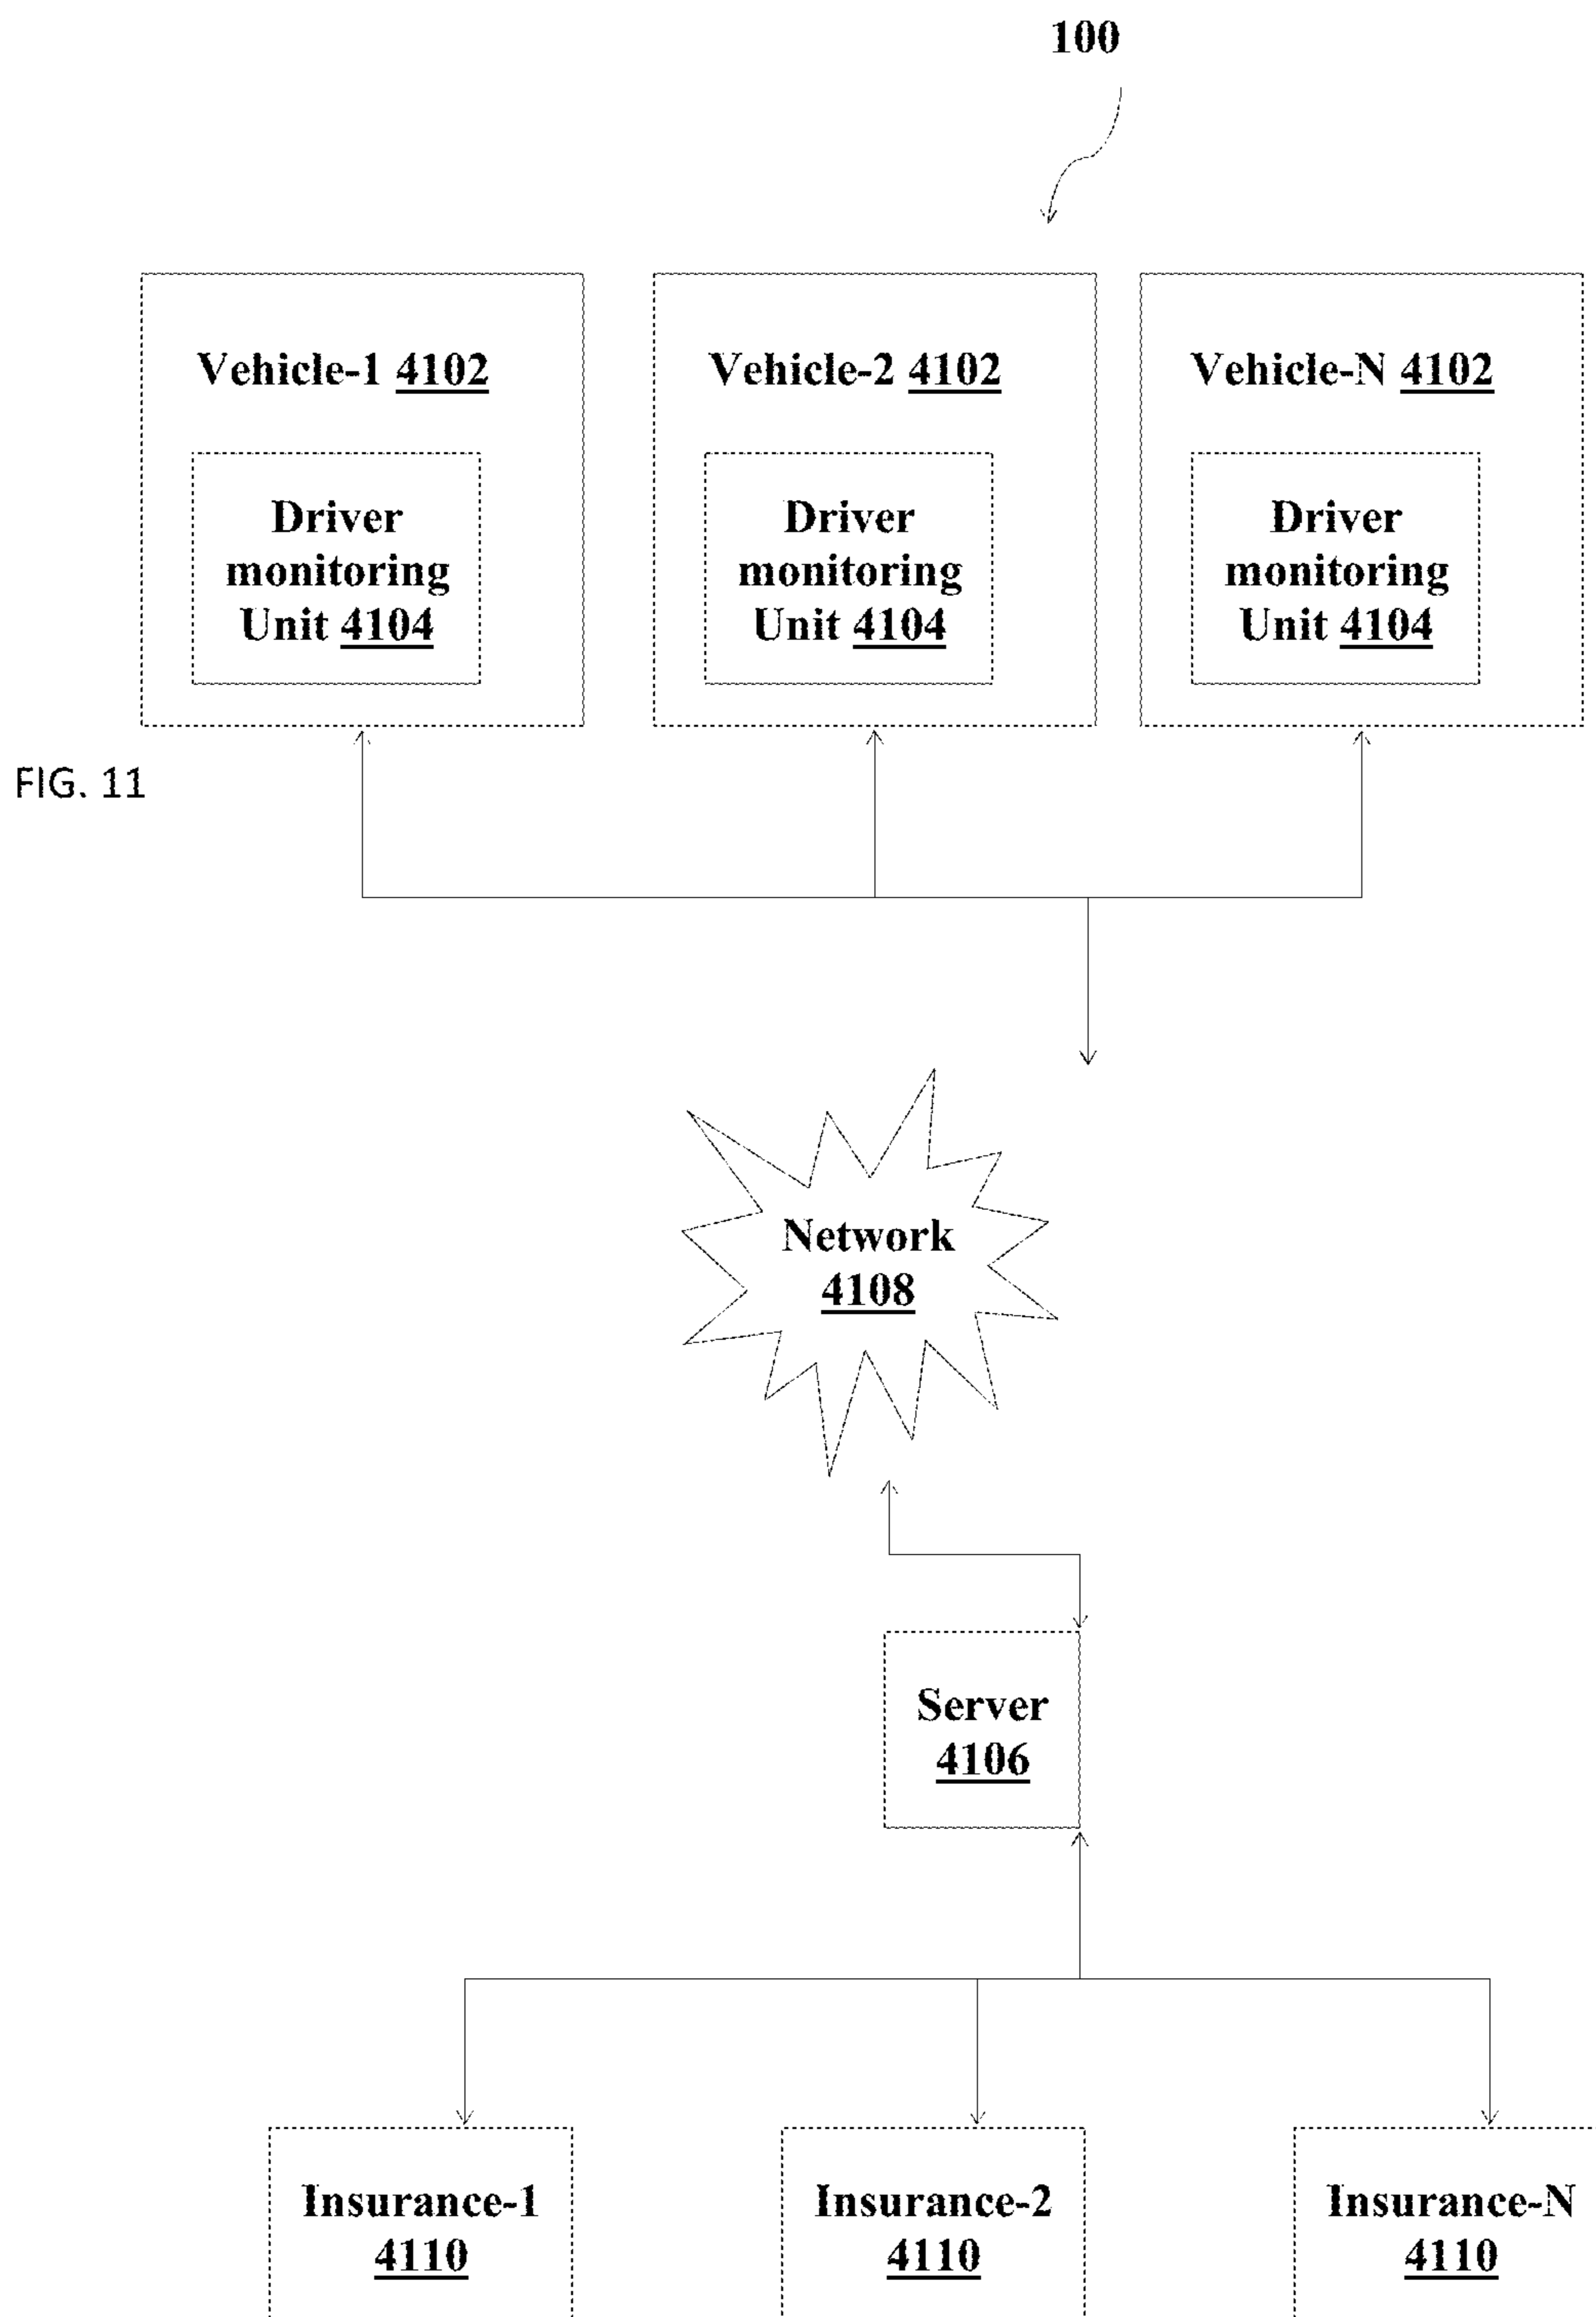 100
Vehicle-1 4102
Driver
monitoring
Unit 4104
Vehicle-2 4102
Driver
monitoring
Unit 4104
Vehicle-N 4102
Driver
monitoring
Unit 4104
FIG. 11
Network
4108
Server
4106
Insurance-1
4110
Insurance-2
4110
Insurance-N
4110